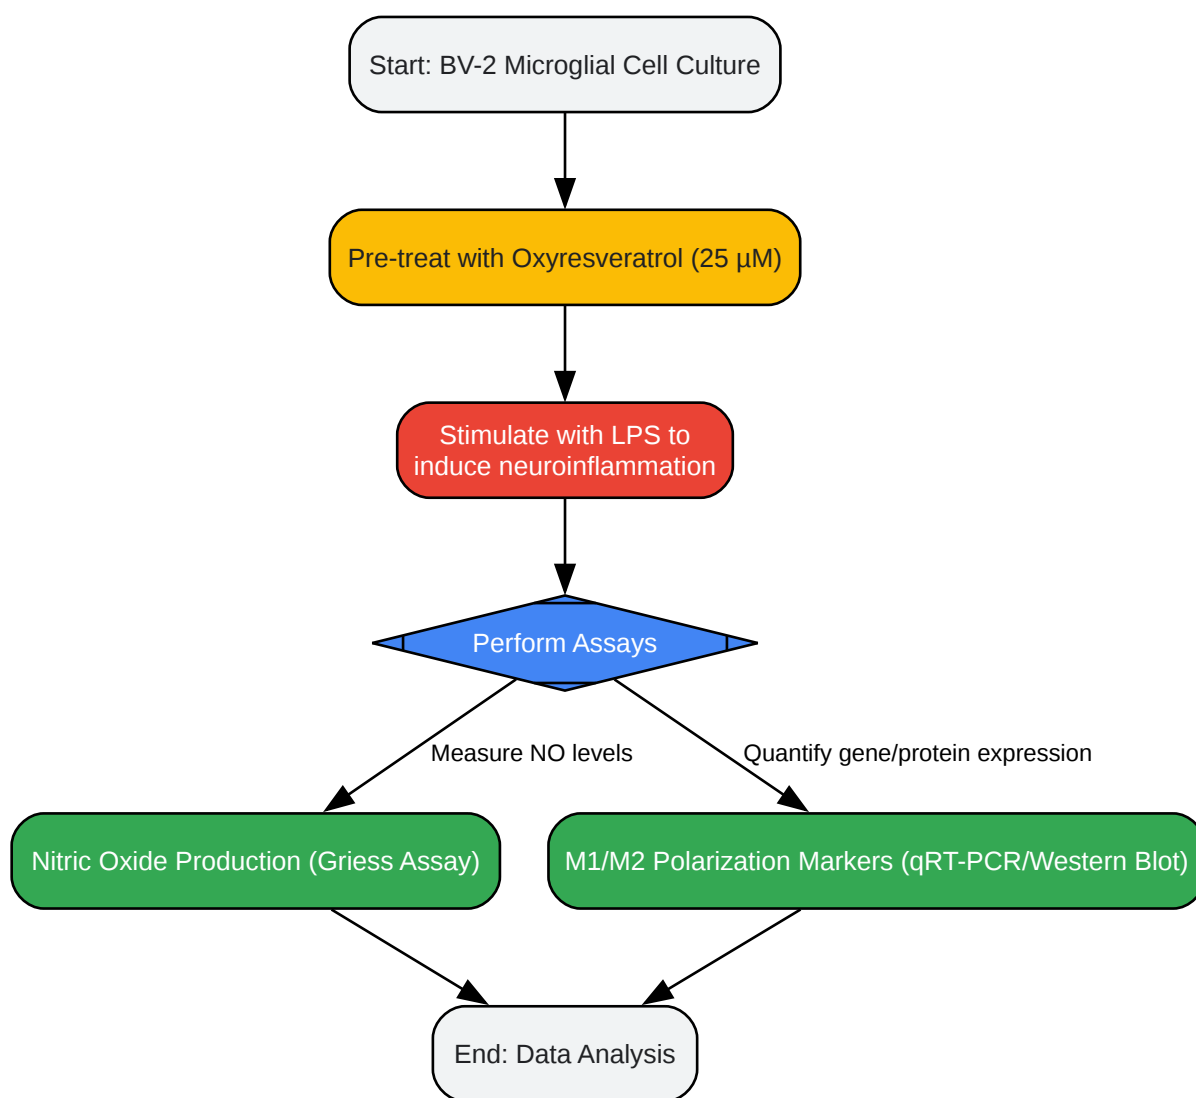 Start: BV-2 Microglial Cell Culture
Pre-treat with Oxyresveratrol (25 µM)
Stimulate with LPS to
induce neuroinflammation
Perform Assays
Measure NO levels
Quantify gene/protein expression
Nitric Oxide Production (Griess Assay)
M1/M2 Polarization Markers (qRT-PCR/Western Blot)
End: Data Analysis